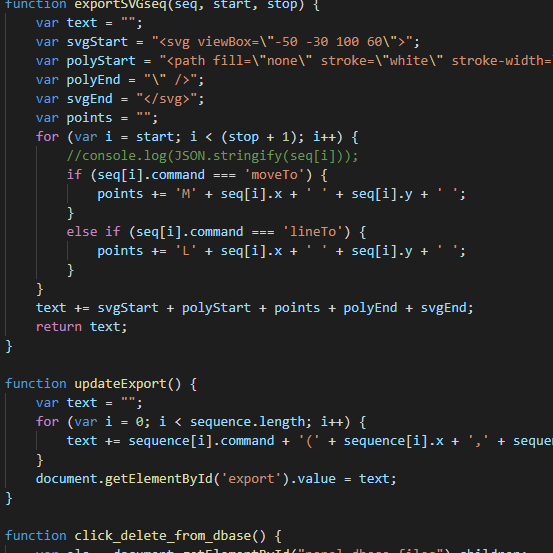 function exportSVGseq(seq, start, stop) {
    var text = "";
    var svgStart = "<svg viewBox=\"-50 -30 100 60\">";
    var polyStart = "<path fill=\"none\" stroke=\"white\" stroke-width=
    var polyEnd = "\" />";
    var svgEnd = "</svg>";
    var points = "";
    for (var i = start; i < (stop + 1); i++) {
        //console.log(JSON.stringify(seq[i]));
        if (seq[i].command === 'moveTo') {
            points += 'M' + seq[i].x + ' ' + seq[i].y + ' ';
        }
        else if (seq[i].command === 'lineTo') {
            points += 'L' + seq[i].x + ' ' + seq[i].y + ' ';
        }
    }
    text += svgStart + polyStart + points + polyEnd + svgEnd;
    return text;
}
function updateExport() {
    var text = "";
    for (var i = 0; i < sequence.length; i++) {
        text += sequence[i].command + '(' + sequence[i].x + ',' + seque
    }
    document.getElementById('export').value = text;
}
function click_delete_from_dbase() {